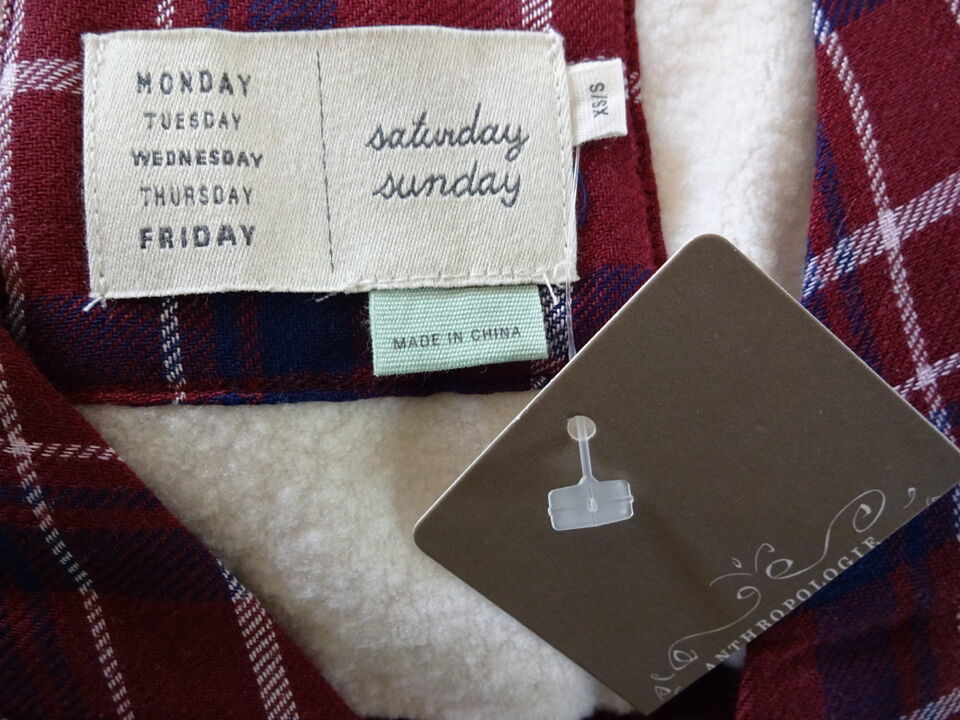 MONDAY
TUESDAY
WEDNESDAY
THURSDAY
FRIDAY
saturday
sunday
XS/S
MADE IN CHINA
ANTHROPOLOGIE